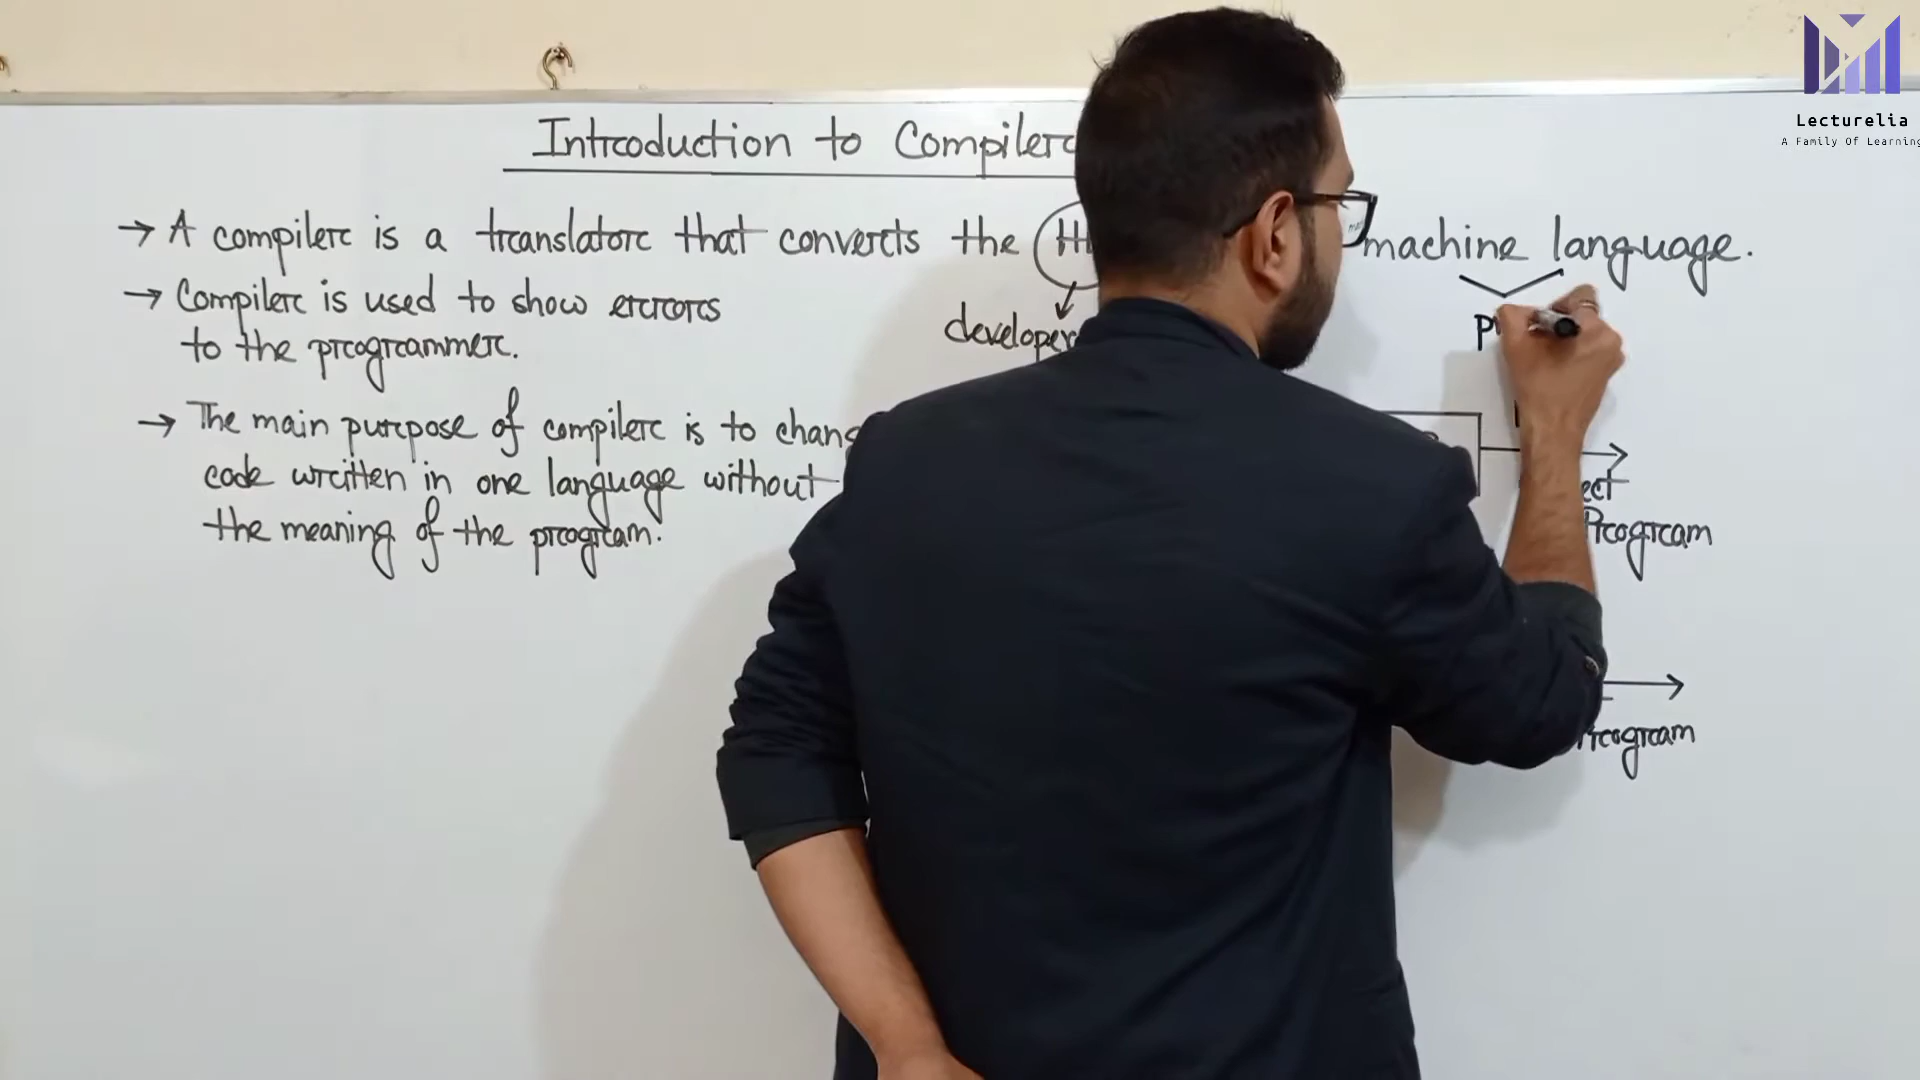 Lecturelia
A Family Of Learning
Introduction to Compiler
→ A compiler is a translator that converts the
machine language.
→ Compiler is used to show errors
to the programmer.
developer
→ The main purpose of compiler is to
code written in one language without
the meaning of the program.
Program
Program